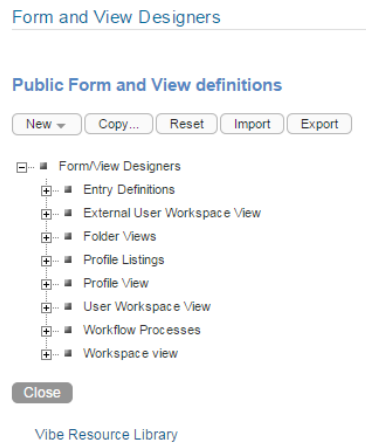 Form and View Designers
Public Form and View definitions
New Copy... Reset Import Export
Form/View Designers
Entry Definitions
External User Workspace View
Folder Views
Profile Listings
Profile View
User Workspace View
Workflow Processes
Workspace view
Close
Vibe Resource Library